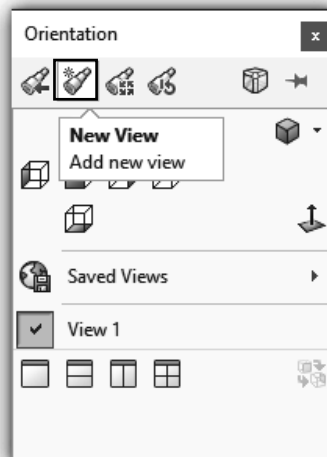 Orientation
x
New View
Add new view
Saved Views
View 1